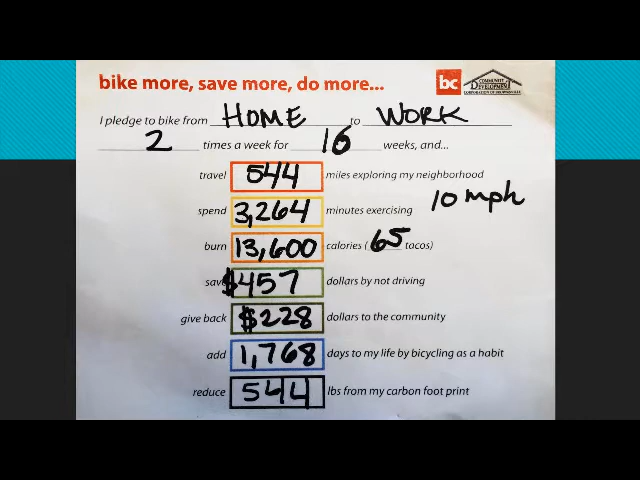 bike more, save more, do more...
bc
COMMUNITY
DEVELOPMENT
CORPORATION OF BROWNSVILLE
I pledge to bike from HOME to WORK
2 times a week for 16 weeks, and...
travel 544 miles exploring my neighborhood
spend 3,264 minutes exercising 10 mph
burn 13,600 calories (65 tacos)
save $457 dollars by not driving
give back $228 dollars to the community
add 1,768 days to my life by bicycling as a habit
reduce 544 lbs from my carbon foot print